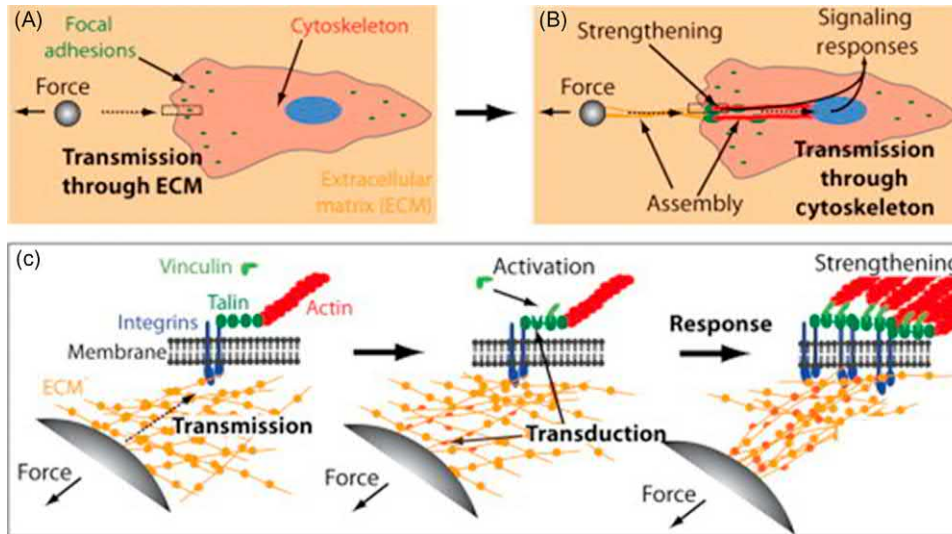 (A)
Focal
adhesions
Cytoskeleton
Force
Transmission
through ECM
Extracellular
matrix (ECM)
(B)
Strengthening
Signaling
responses
Force
Assembly
Transmission
through
cytoskeleton
(c)
Vinculin
Talin
Actin
Integrins
Membrane
ECM
Transmission
Force
Activation
Transduction
Force
Response
Strengthening
Force